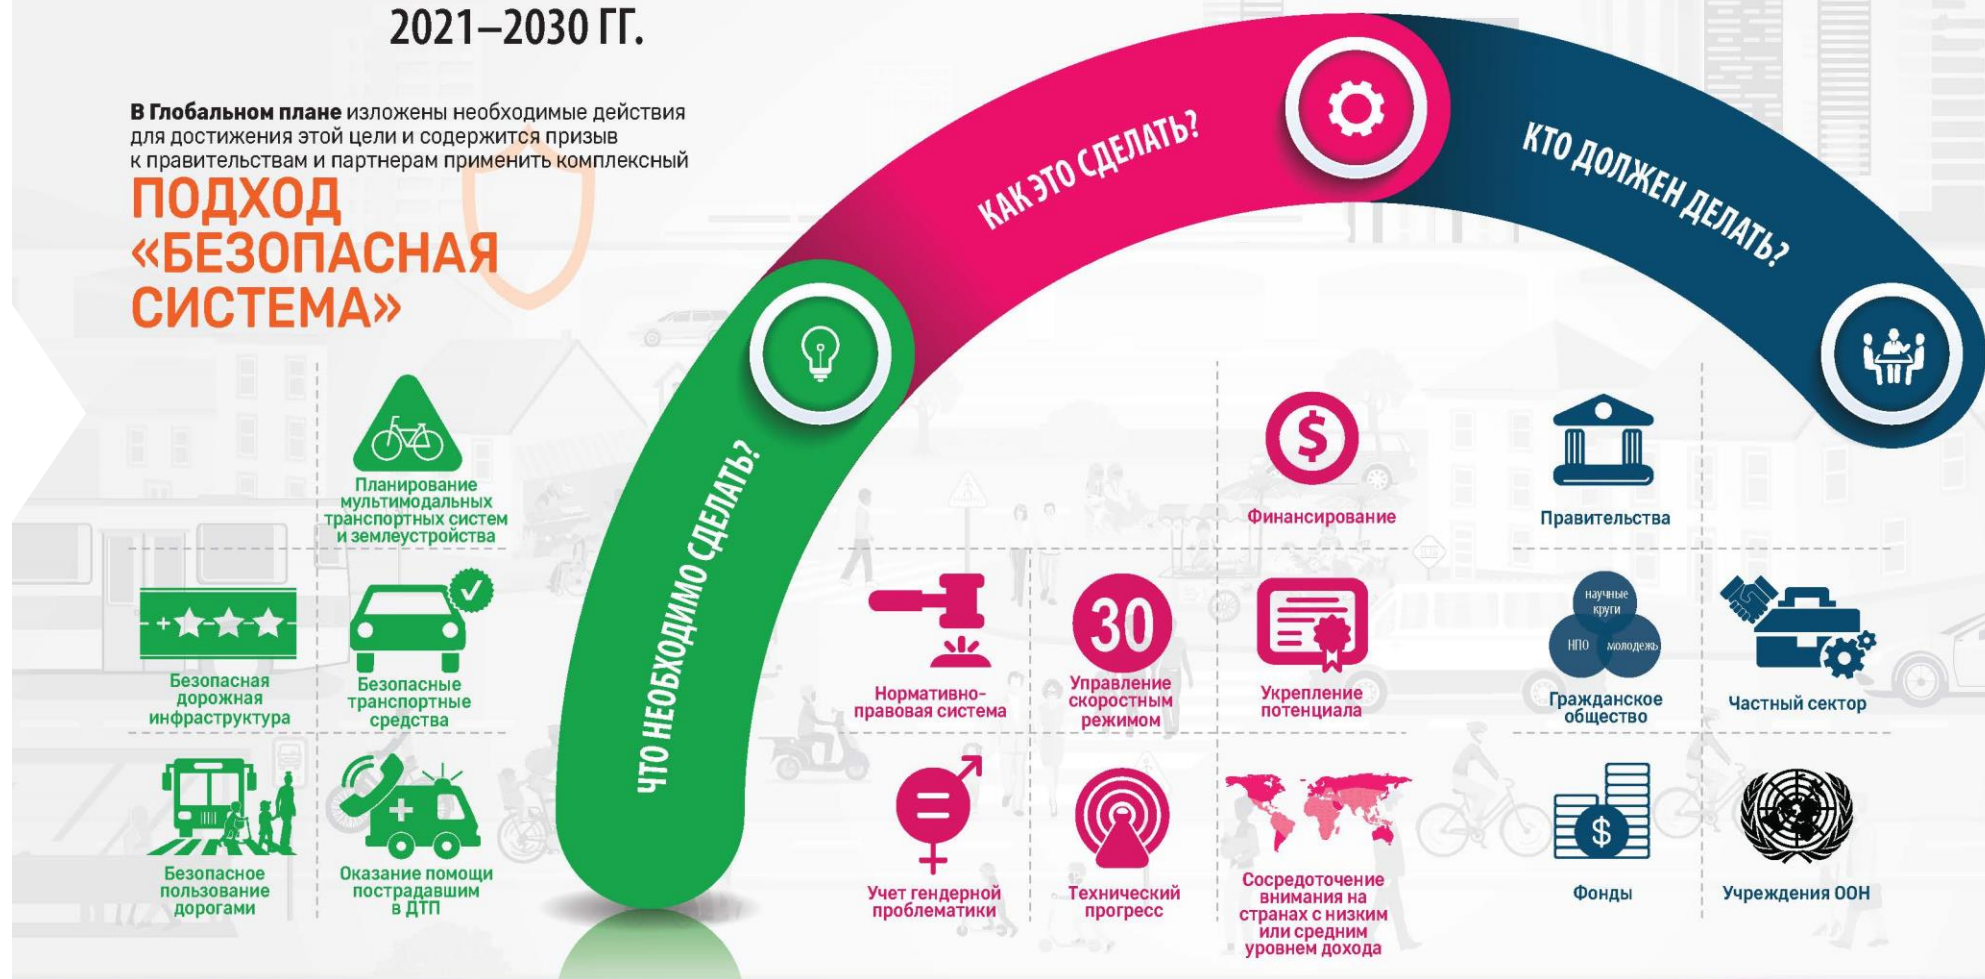 2021–2030 ГГ.
В Глобальном плане изложены необходимые действия
для достижения этой цели и содержится призыв
к правительствам и партнерам применить комплексный
ПОДХОД
«БЕЗОПАСНАЯ
СИСТЕМА»
ЧТО НЕОБХОДИМО СДЕЛАТЬ?
Планирование
мультимодальных
транспортных систем
и землеустройства
Безопасная
дорожная
инфраструктура
Безопасные
транспортные
средства
Безопасное
пользование
дорогами
Оказание помощи
пострадавшим
в ДТП
КАК ЭТО СДЕЛАТЬ?
$
Финансирование
Нормативно-
правовая система
30
Управление
скоростным
режимом
Укрепление
потенциала
Учет гендерной
проблематики
Технический
прогресс
Сосредоточение
внимания на
странах с низким
или средним
уровнем дохода
КТО ДОЛЖЕН ДЕЛАТЬ?
Правительства
научные
круги
НПО
молодежь
Гражданское
общество
Частный сектор
$
Фонды
Учреждения ООН